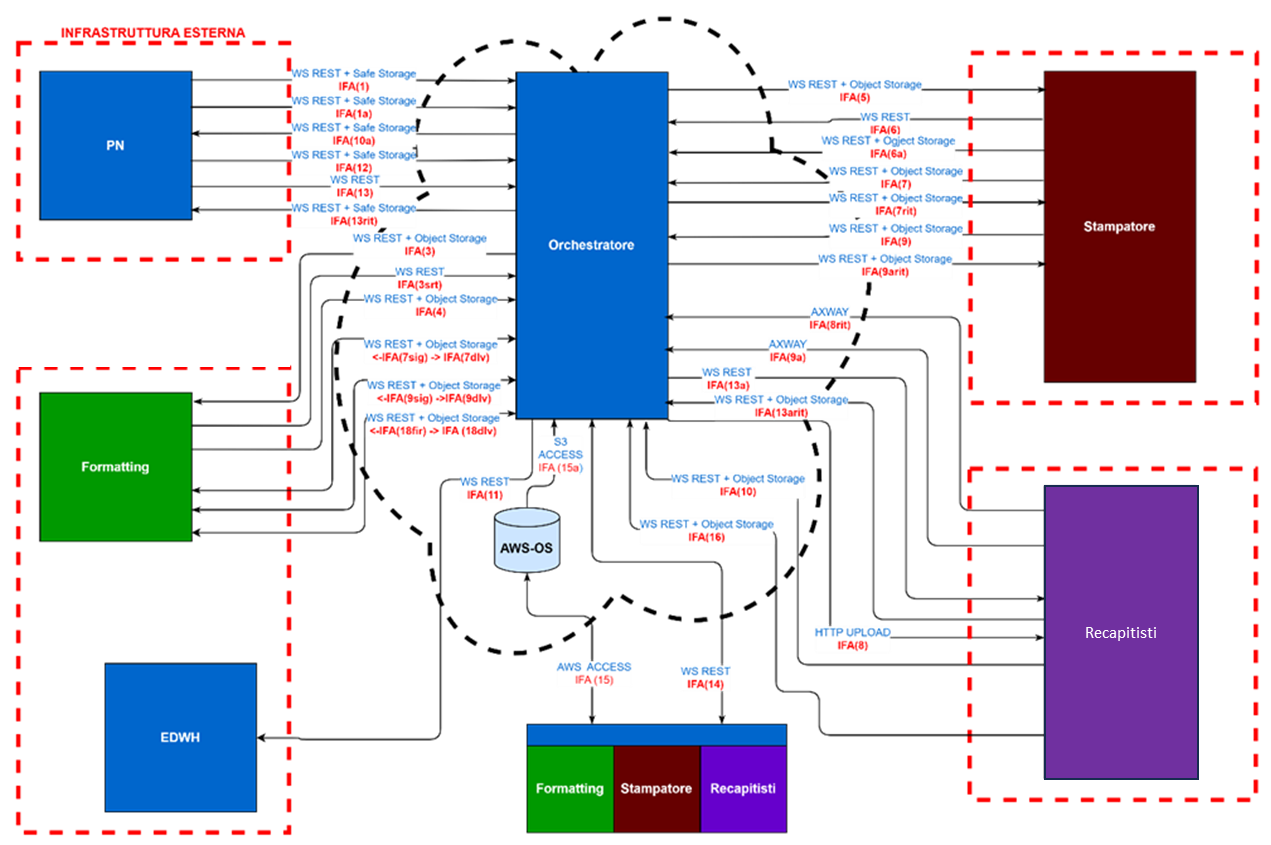 INFRASTRUTTURA ESTERNA
PN
WS REST + Safe Storage
IFA(1)
WS REST + Safe Storage
IFA(1a)
WS REST + Safe Storage
IFA(10a)
WS REST + Safe Storage
IFA(12)
WS REST
IFA(13)
WS REST + Safe Storage
IFA(13rit)
WS REST + Object Storage
IFA(3)
WS REST
IFA(3srt)
WS REST + Object Storage
IFA(4)
WS REST + Object Storage
<-IFA(7sig) -> IFA(7dlv)
WS REST + Object Storage
<-IFA(9sig) ->IFA(9dlv)
WS REST + Object Storage
<-IFA(18fir) -> IFA (18dlv)
Formatting
EDWH
Orchestratore
WS REST + Object Storage
IFA(5)
WS REST
IFA(6)
WS REST + Ogject Storage
IFA(6a)
WS REST + Object Storage
IFA(7)
WS REST + Object Storage
IFA(7rit)
WS REST + Object Storage
IFA(9)
WS REST + Object Storage
IFA(9arit)
Stampatore
AXWAY
IFA(8rit)
AXWAY
IFA(9a)
WS REST
IFA(13a)
WS REST + Object Storage
IFA(13arit)
S3
ACCESS
IFA (15a)
WS REST
IFA(11)
WS REST + Object Storage
IFA(10)
WS REST + Object Storage
IFA(16)
AWS-OS
HTTP UPLOAD
IFA(8)
Recapitisti
AWS ACCESS
IFA (15)
WS REST
IFA(14)
Formatting
Stampatore
Recapitisti